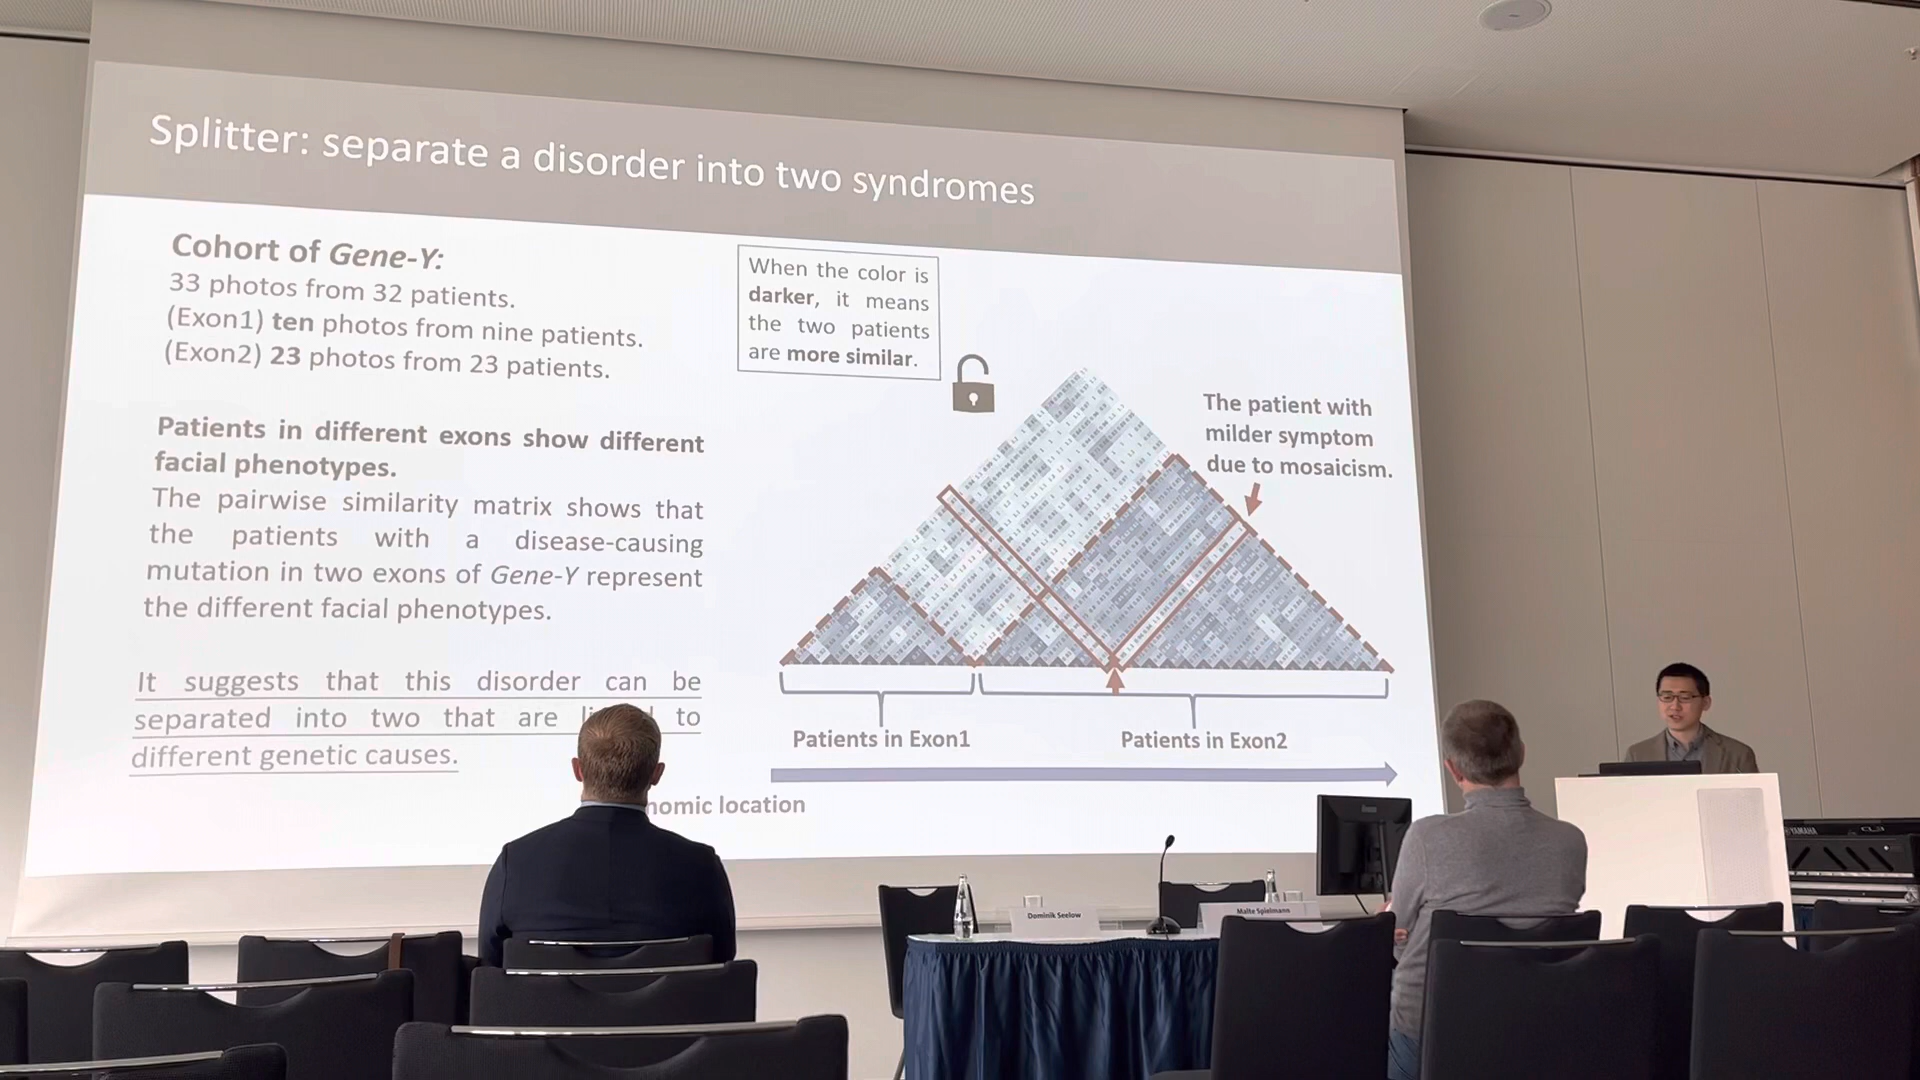 Splitter: separate a disorder into two syndromes
Cohort of Gene-Y:
33 photos from 32 patients.
(Exon1) ten photos from nine patients.
(Exon2) 23 photos from 23 patients.
Patients in different exons show different
facial phenotypes.
The pairwise similarity matrix shows that
the patients with a disease-causing
mutation in two exons of Gene-Y represent
the different facial phenotypes.
It suggests that this disorder can be
separated into two that are to
different genetic causes.
When the color is
darker, it means
the two patients
are more similar.
The patient with
milder symptom
due to mosaicism.
Patients in Exon1
Patients in Exon2
location
Dominik Seelow
Malte Spielmann
YAMAHA